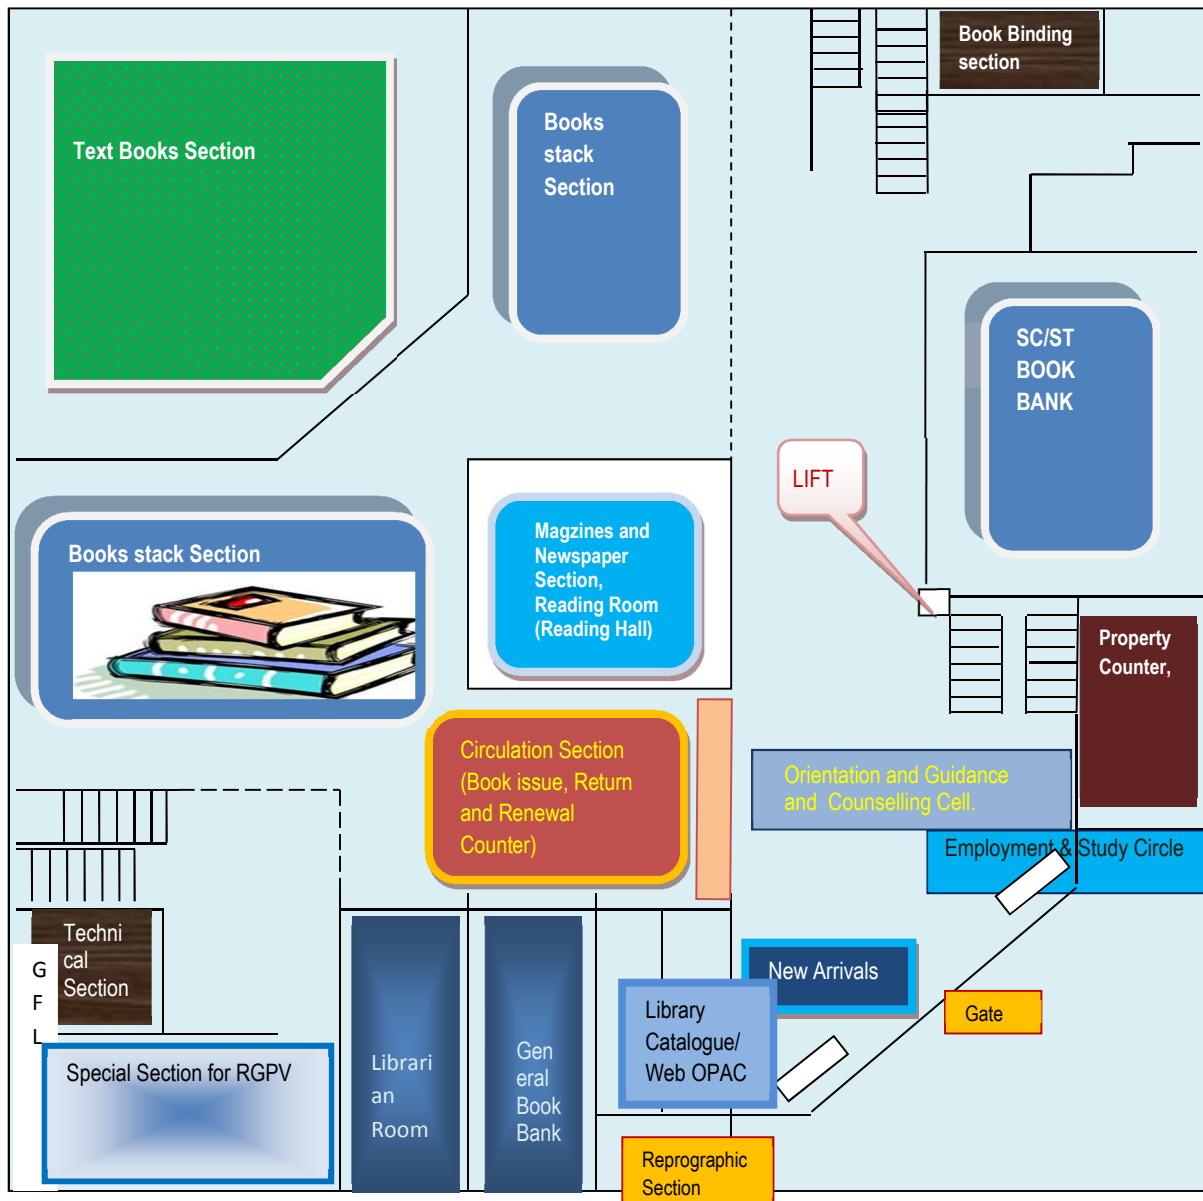 Book Binding
section
Text Books Section
Books
stack
Section
SC/ST
BOOK
BANK
LIFT
Books stack Section
Magzines and
Newspaper
Section,
Reading Room
(Reading Hall)
Property
Counter,
Circulation Section
(Book issue, Return
and Renewal
Counter)
Orientation and Guidance
and Counselling Cell.
Employment & Study Circle
Techni
cal
Section
G
F
L
New Arrivals
Library
Catalogue/
Web OPAC
Gate
Special Section for RGPV
Librari
an
Room
Gen
eral
Book
Bank
Reprographic
Section